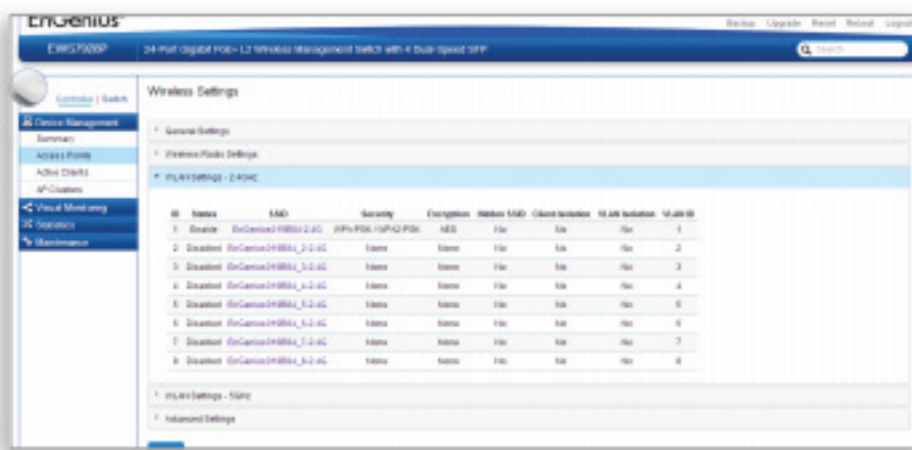 EnGenius
Backup Upgrade Reset Reboot Logout
EWS7928P 24-Port Gigabit PoE+ L2 Wireless Management Switch with 4 Dual-Speed SFP Search
Controller | Switch
Wireless Settings
Device Management
Summary
Access Points
Active Clients
AP Clusters
Visual Monitoring
Statistics
Maintenance
General Settings
Wireless Radio Settings
WLAN Settings - 2.4GHz
ID Status SSID Security Encryption Hidden SSID Client Isolation VLAN Isolation VLAN ID
1 Enable WPA-PSK / WPA2-PSK AES No No No 1
2 Disabled None None No No No 2
3 Disabled None None No No No 3
4 Disabled None None No No No 4
5 Disabled None None No No No 5
6 Disabled None None No No No 6
7 Disabled None None No No No 7
8 Disabled None None No No No 8
WLAN Settings - 5GHz
Advanced Settings